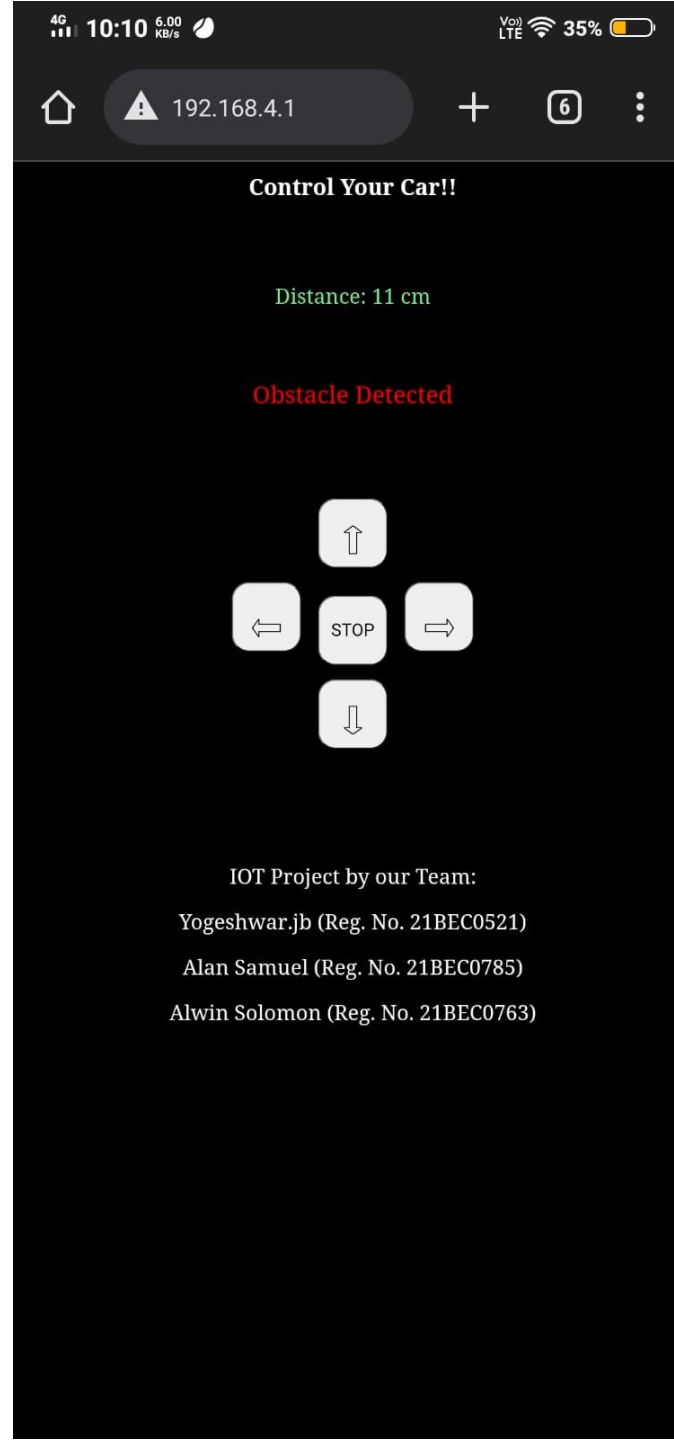 4G 10:10 6.00 KB/s Vo)) LTE 35%
192.168.4.1 6
Control Your Car!!
Distance: 11 cm
Obstacle Detected
⇧
⇦ STOP ⇨
⇩
IOT Project by our Team:
Yogeshwar.jb (Reg. No. 21BEC0521)
Alan Samuel (Reg. No. 21BEC0785)
Alwin Solomon (Reg. No. 21BEC0763)